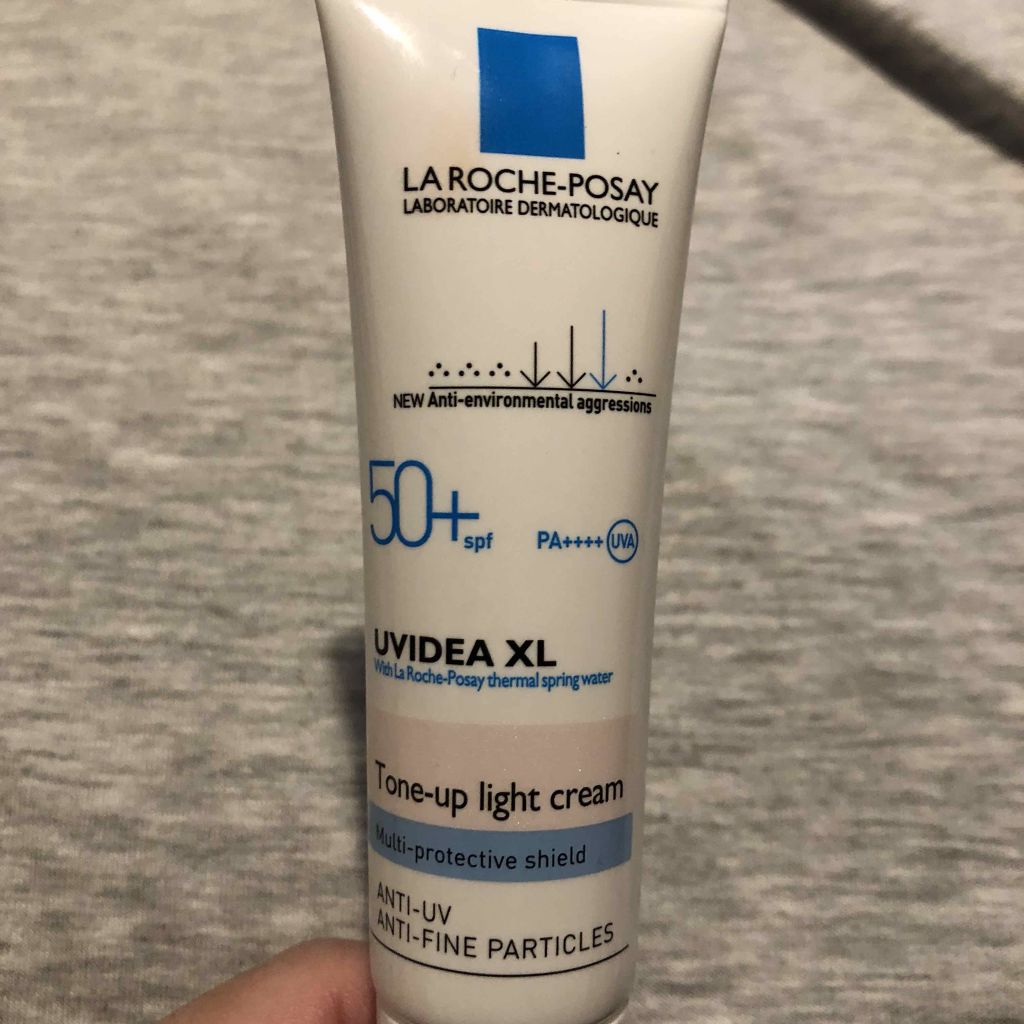 LA ROCHE-POSAY
LABORATOIRE DERMATOLOGIQUE
NEW Anti-environmental aggressions
50+ spf PA++++ UVA
UVIDEA XL
With La Roche-Posay thermal spring water
Tone-up light cream
Multi-protective shield
ANTI-UV
ANTI-FINE PARTICLES